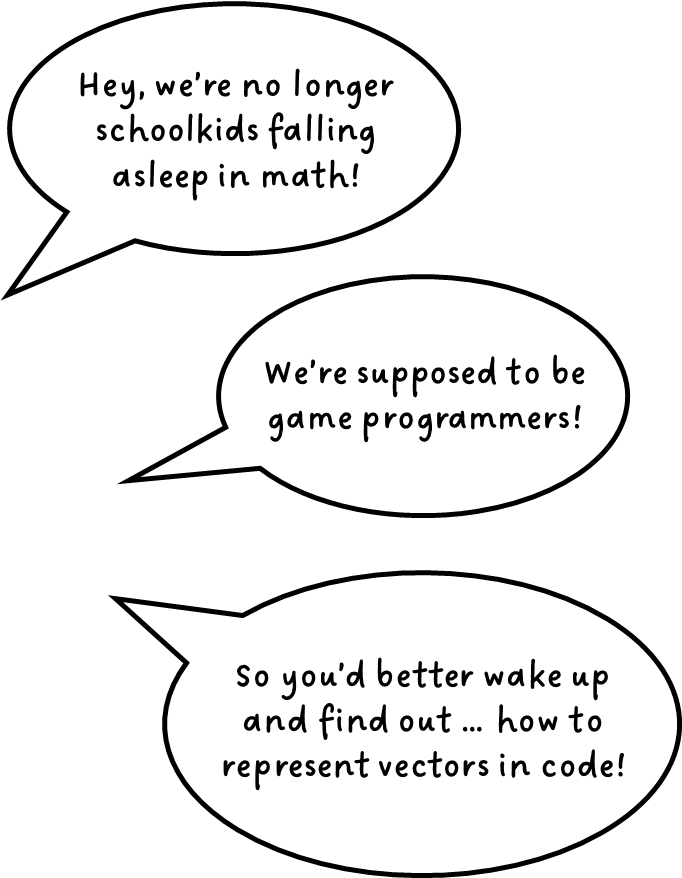 Hey, we're no longer
schoolkids falling
asleep in math!
We're supposed to be
game programmers!
So you'd better wake up
and find out ... how to
represent vectors in code!